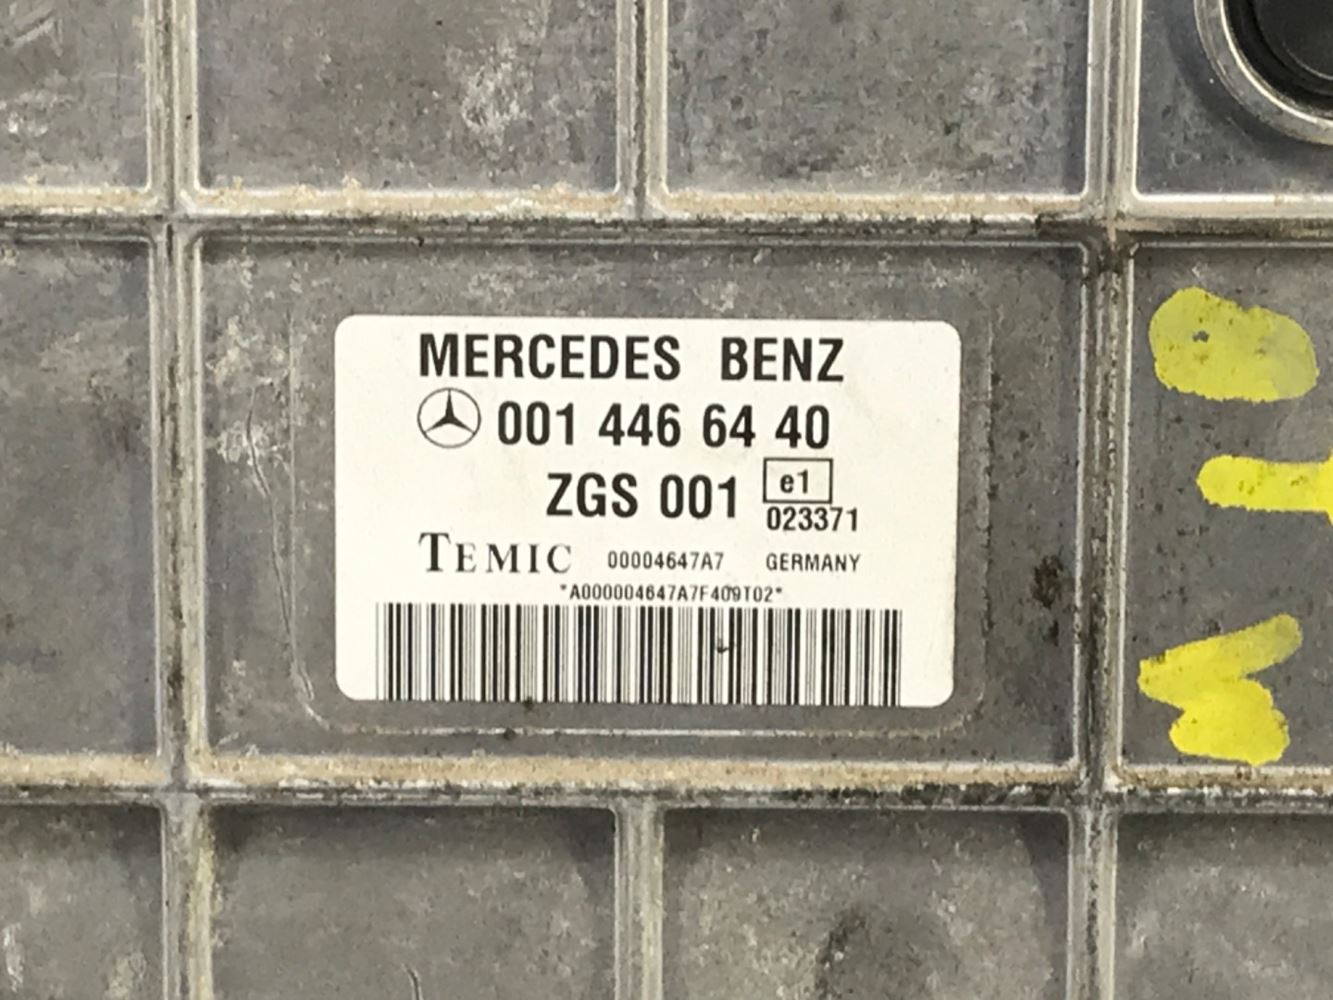 MERCEDES BENZ
001 446 64 40
ZGS 001 e1
023371
TEMIC 00004647A7 GERMANY
*A000004647A7F409T02*